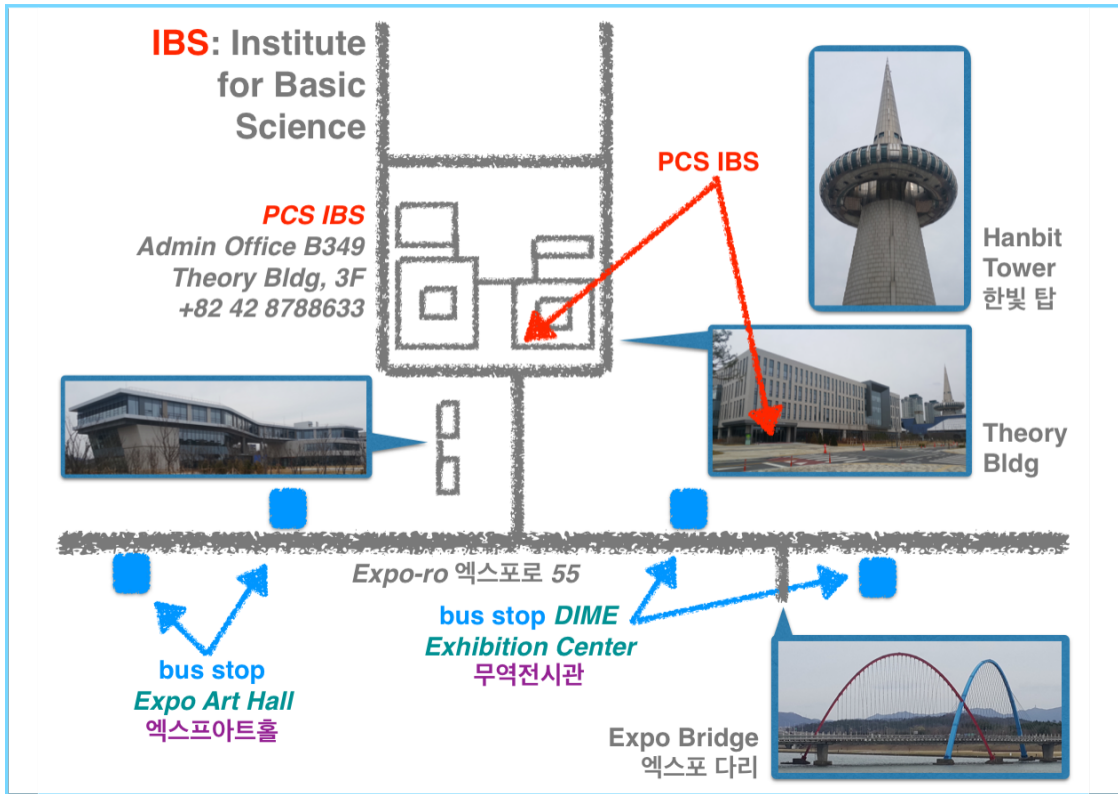 IBS: Institute
for Basic
Science
PCS IBS
Admin Office B349
Theory Bldg, 3F
+82 42 8788633
PCS IBS
Hanbit
Tower
한빛 탑
Theory
Bldg
Expo-ro 엑스포로 55
bus stop
Expo Art Hall
엑스프아트홀
bus stop DIME
Exhibition Center
무역전시관
Expo Bridge
엑스포 다리